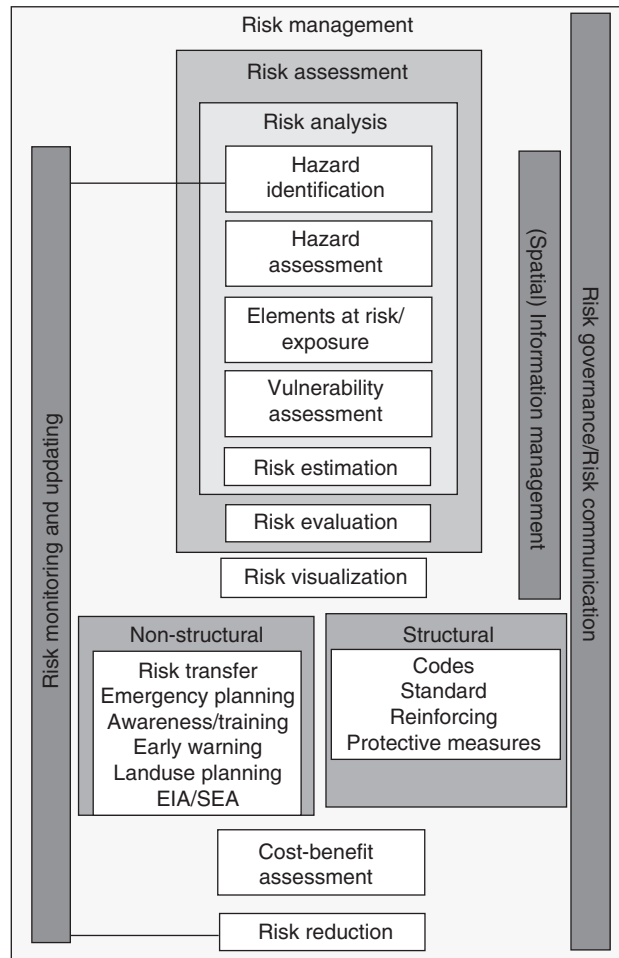 Risk management
Risk assessment
Risk analysis
Hazard
identification
Hazard
assessment
Elements at risk/
exposure
Vulnerability
assessment
Risk estimation
Risk evaluation
Risk visualization
Risk monitoring and updating
(Spatial) Information management
Risk governance/Risk communication
Non-structural
Risk transfer
Emergency planning
Awareness/training
Early warning
Landuse planning
EIA/SEA
Structural
Codes
Standard
Reinforcing
Protective measures
Cost-benefit
assessment
Risk reduction